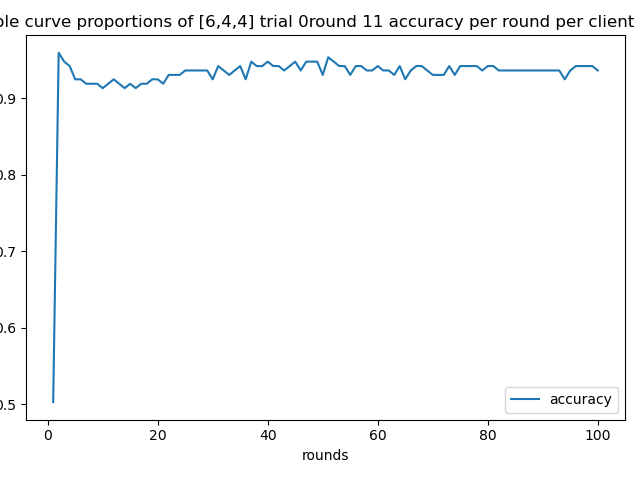 ple curve proportions of [6,4,4] trial 0round 11 accuracy per round per client
0.9
0.8
0.7
0.6
0.5
accuracy
0 20 40 60 80 100
rounds